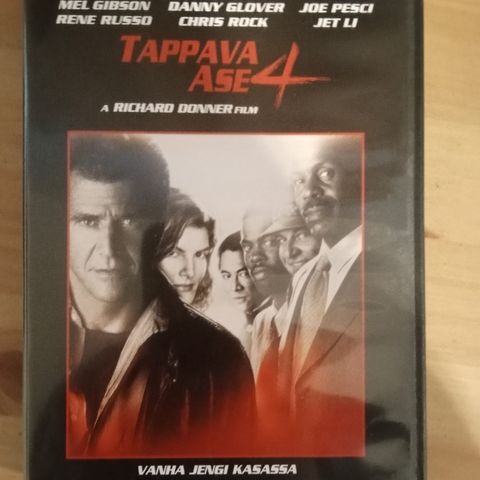 MEL GIBSON DANNY GLOVER JOE PESCI
RENE RUSSO CHRIS ROCK JET LI
TAPPAVA
ASE 4
A RICHARD DONNER FILM
VANHA JENGI KASASSA